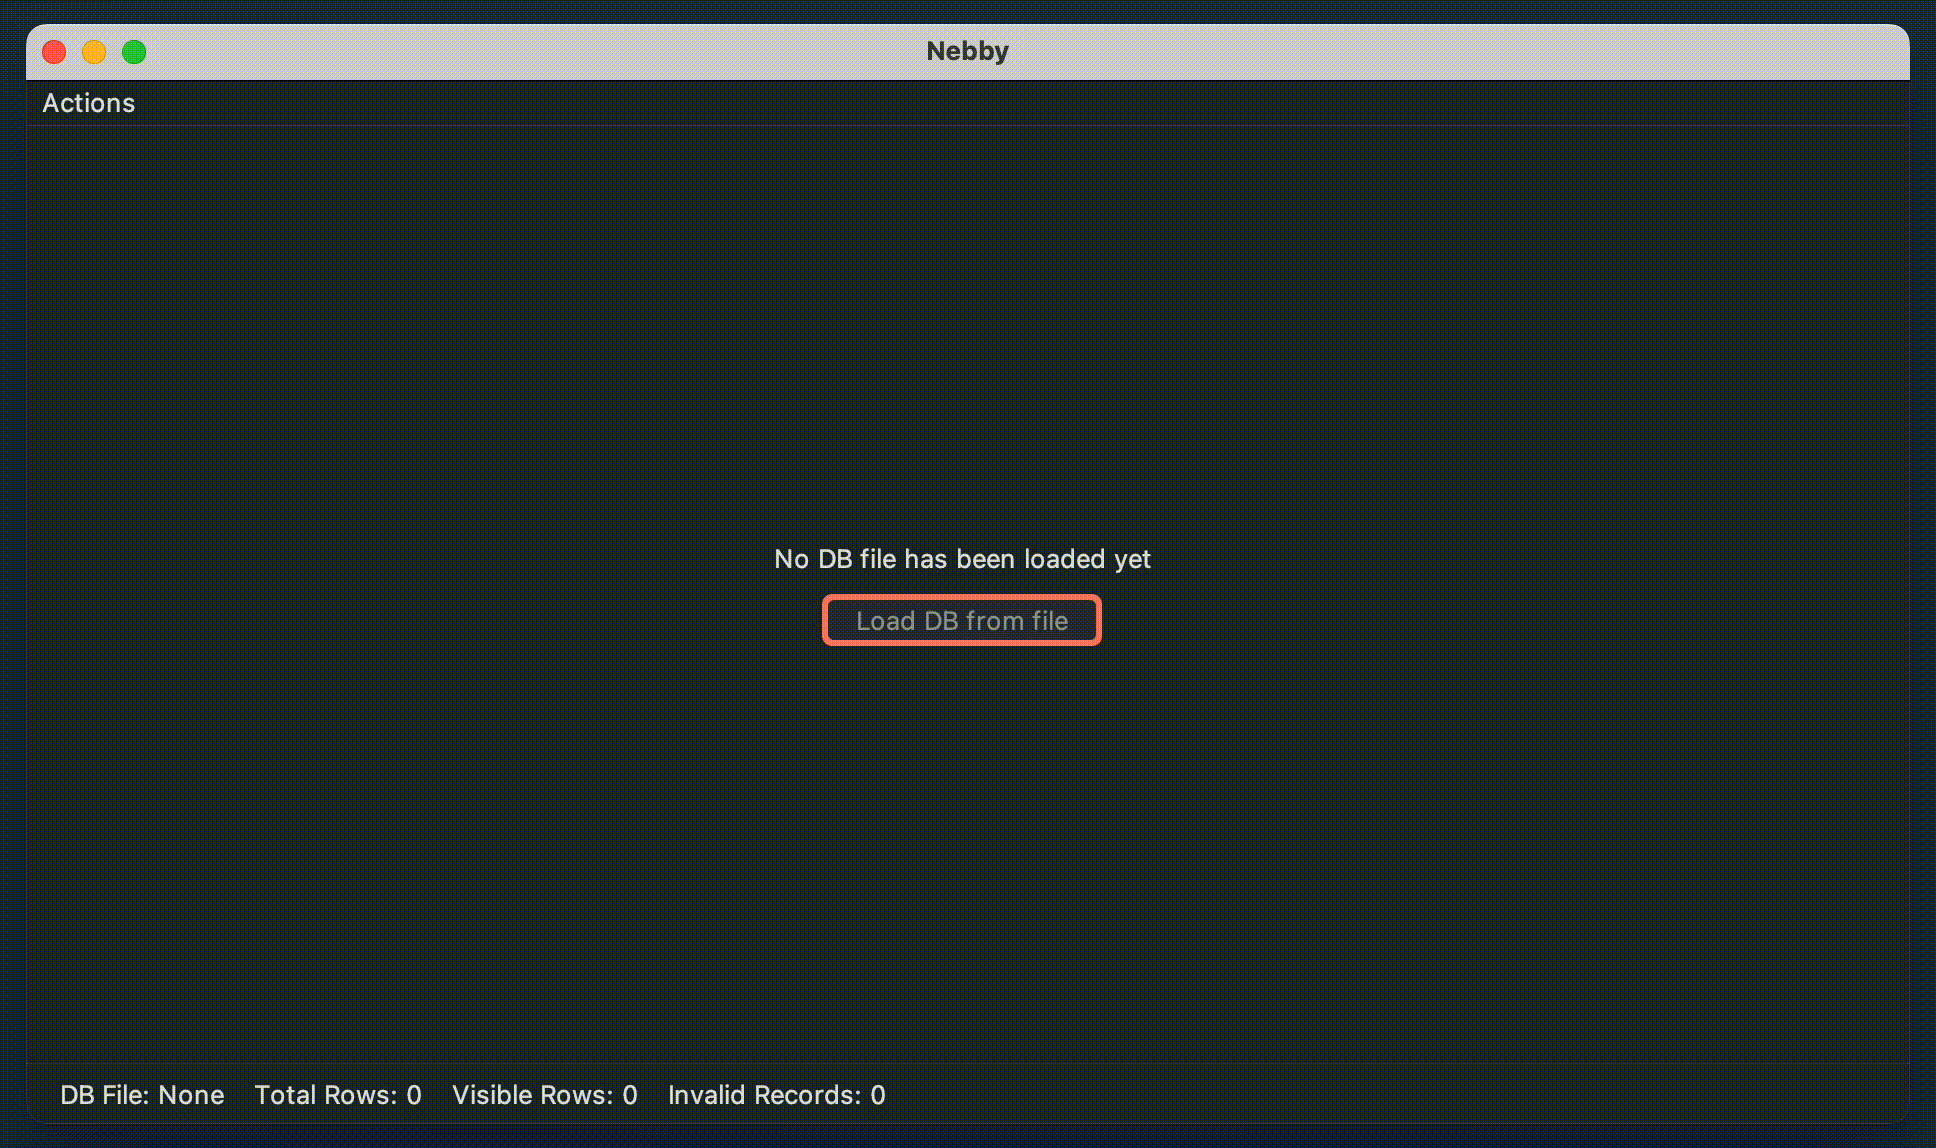 Nebby
Actions
No DB file has been loaded yet
Load DB from file
DB File: None Total Rows: 0 Visible Rows: 0 Invalid Records: 0